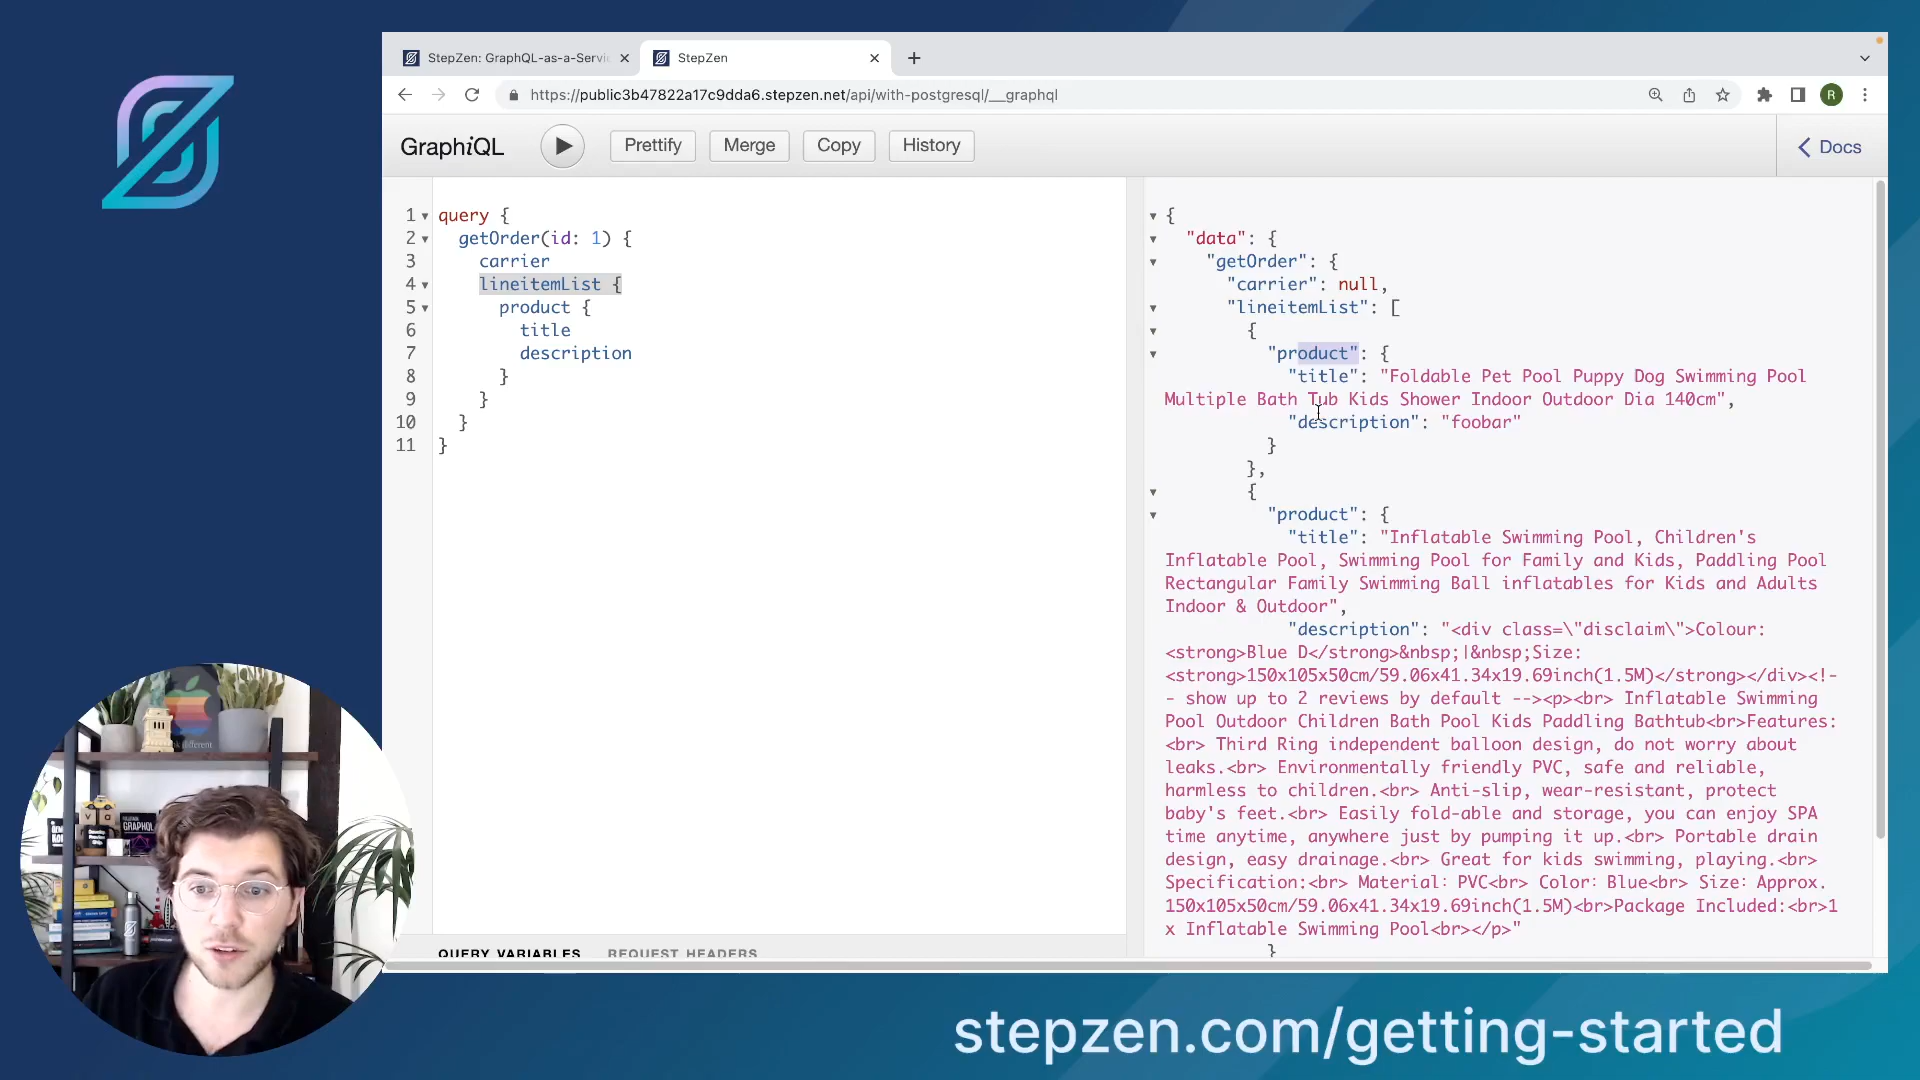 StepZen: GraphQL-as-a-Servi
StepZen
https://public3b47822a17c9dda6.stepzen.net/api/with-postgresql/__graphql
R
GraphiQL
Prettify
Merge
Copy
History
Docs
1 query {
2 getOrder(id: 1) {
3 carrier
4 lineitemList {
5 product {
6 title
7 description
8 }
9 }
10 }
11 }
QUERY VARIABLES
REQUEST HEADERS
{
"data": {
"getOrder": {
"carrier": null,
"lineitemList": [
{
"product": {
"title": "Foldable Pet Pool Puppy Dog Swimming Pool
Multiple Bath Tub Kids Shower Indoor Outdoor Dia 140cm",
"description": "foobar"
}
},
{
"product": {
"title": "Inflatable Swimming Pool, Children's
Inflatable Pool, Swimming Pool for Family and Kids, Paddling Pool
Rectangular Family Swimming Ball inflatables for Kids and Adults
Indoor & Outdoor",
"description": "<div class=\"disclaim\">Colour:
<strong>Blue D</strong>&nbsp;|&nbsp;Size:
<strong>150x105x50cm/59.06x41.34x19.69inch(1.5M)</strong></div><!-
- show up to 2 reviews by default --><p><br> Inflatable Swimming
Pool Outdoor Children Bath Pool Kids Paddling Bathtub<br>Features:
<br> Third Ring independent balloon design, do not worry about
leaks.<br> Environmentally friendly PVC, safe and reliable,
harmless to children.<br> Anti-slip, wear-resistant, protect
baby's feet.<br> Easily fold-able and storage, you can enjoy SPA
time anytime, anywhere just by pumping it up.<br> Portable drain
design, easy drainage.<br> Great for kids swimming, playing.<br>
Specification:<br> Material: PVC<br> Color: Blue<br> Size: Approx.
150x105x50cm/59.06x41.34x19.69inch(1.5M)<br>Package Included:<br>1
x Inflatable Swimming Pool<br></p>"
}
GRAPHQL
stepzen.com/getting-started